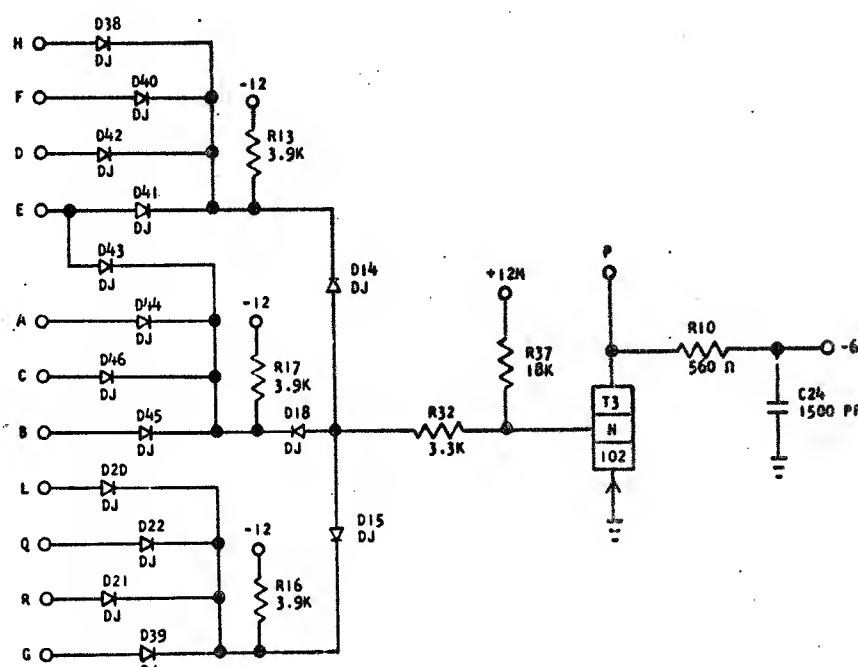 D38
H
DJ
D40
F
DJ
-12
D42
D
DJ
R13
3.9K
D41
E
DJ
D43
DJ
D14
DJ
P
+12M
D44
A
DJ
-12
R10
560 Ω
-6
D46
C
DJ
R17
3.9K
R37
18K
C24
1500 PF
T3
N
102
D45
B
DJ
D18
DJ
R32
3.3K
D20
L
DJ
D22
Q
DJ
-12
D15
DJ
D21
R
DJ
R16
3.9K
D39
G